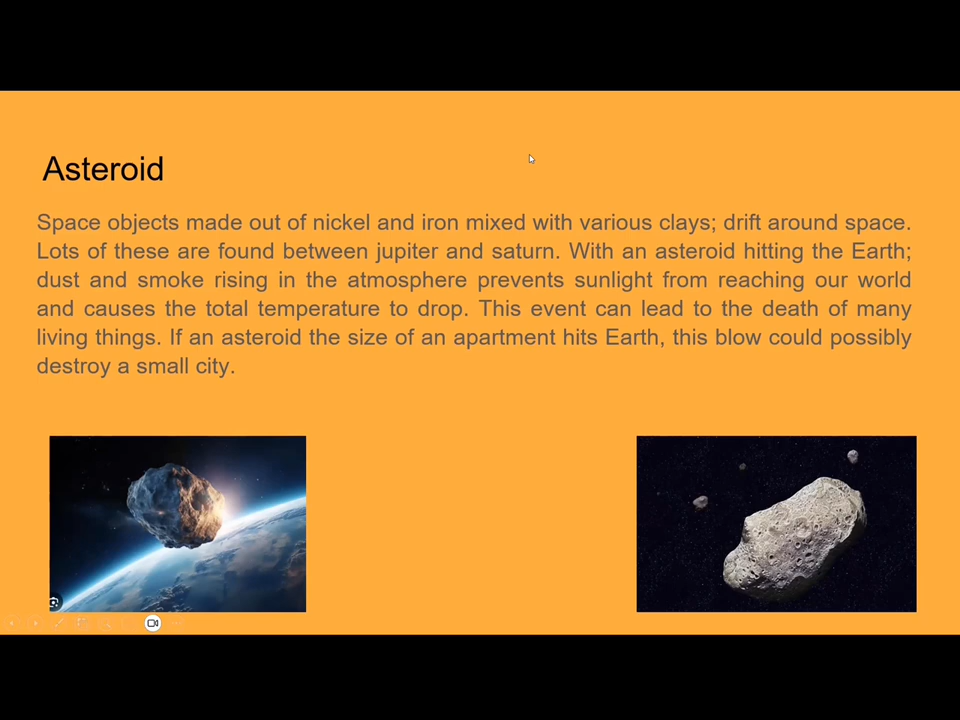 Asteroid
Space objects made out of nickel and iron mixed with various clays; drift around space.
Lots of these are found between jupiter and saturn. With an asteroid hitting the Earth;
dust and smoke rising in the atmosphere prevents sunlight from reaching our world
and causes the total temperature to drop. This event can lead to the death of many
living things. If an asteroid the size of an apartment hits Earth, this blow could possibly
destroy a small city.